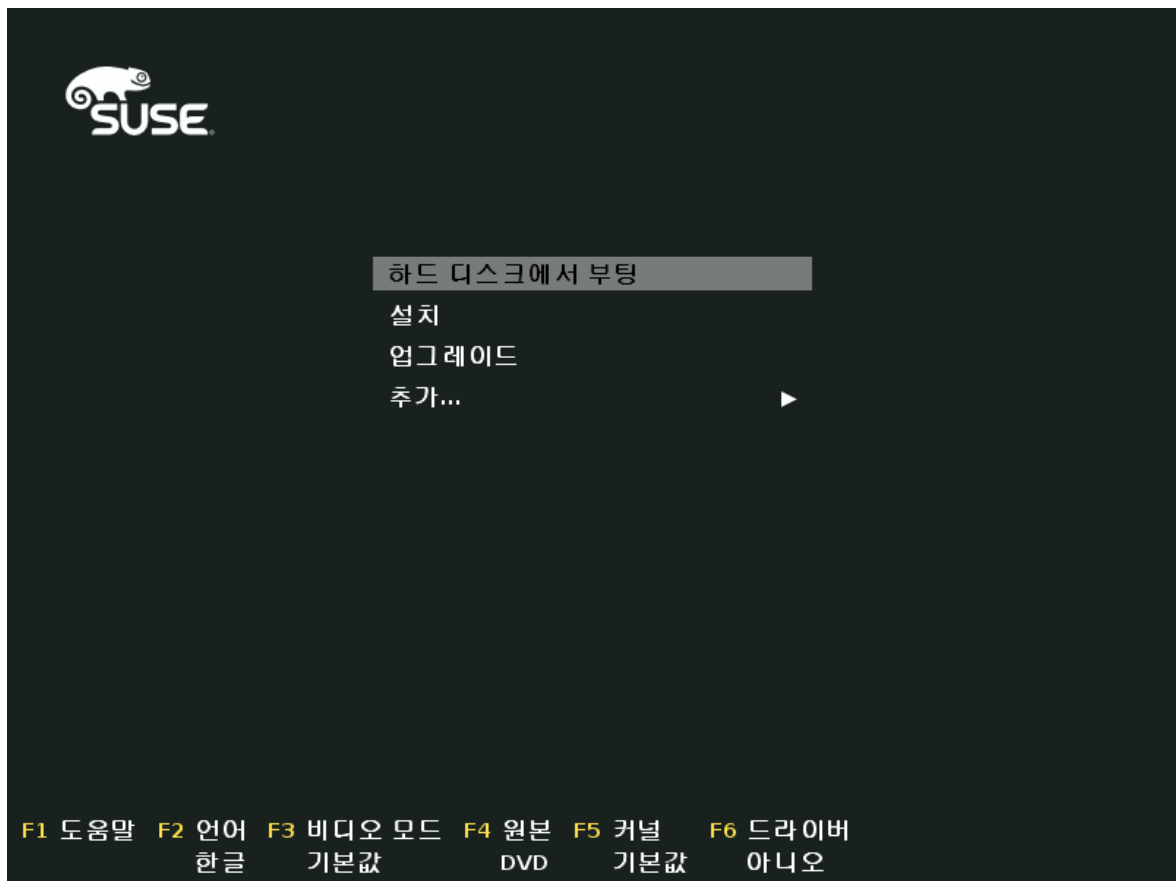 SUSE
하드 디스크에서 부팅
설치
업그레이드
추가...
F1 도움말 F2 언어 F3 비디오 모드 F4 원본 F5 커널 F6 드라이버
한글 기본값 DVD 기본값 아니오